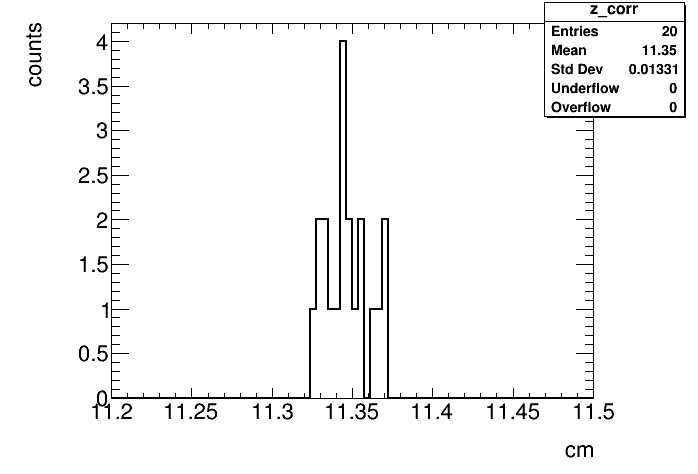 z_corr
Entries 20
Mean 11.35
Std Dev 0.01331
Underflow 0
Overflow 0
counts
4
3.5
3
2.5
2
1.5
1
0.5
0
11.2 11.25 11.3 11.35 11.4 11.45 11.5
cm